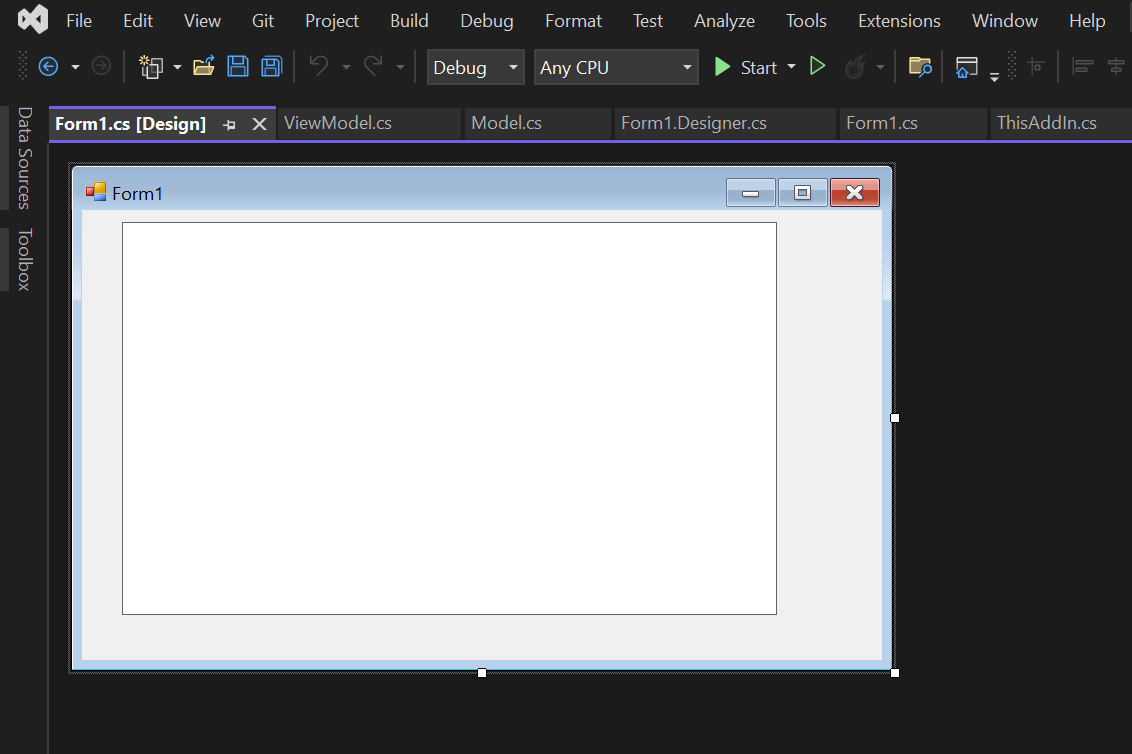 File Edit View Git Project Build Debug Format Test Analyze Tools Extensions Window Help
Debug Any CPU Start
Form1.cs [Design] ViewModel.cs Model.cs Form1.Designer.cs Form1.cs ThisAddIn.cs
Data Sources
Toolbox
Form1